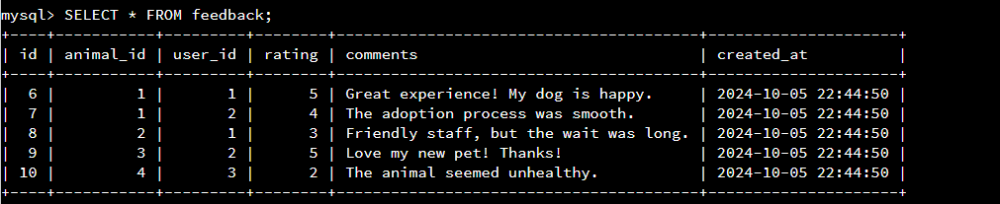 mysql> SELECT * FROM feedback;
+----+-----------+---------+--------+-----------------------------------------+---------------------+
| id | animal_id | user_id | rating | comments                                | created_at          |
+----+-----------+---------+--------+-----------------------------------------+---------------------+
|  6 |         1 |       1 |      5 | Great experience! My dog is happy.      | 2024-10-05 22:44:50 |
|  7 |         1 |       2 |      4 | The adoption process was smooth.        | 2024-10-05 22:44:50 |
|  8 |         2 |       1 |      3 | Friendly staff, but the wait was long. | 2024-10-05 22:44:50 |
|  9 |         3 |       2 |      5 | Love my new pet! Thanks!                | 2024-10-05 22:44:50 |
| 10 |         4 |       3 |      2 | The animal seemed unhealthy.            | 2024-10-05 22:44:50 |
+----+-----------+---------+--------+-----------------------------------------+---------------------+